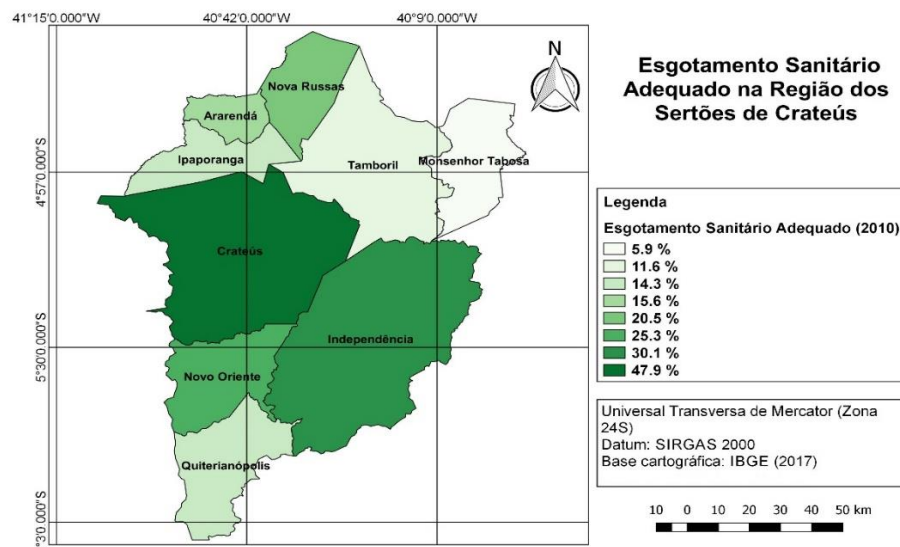 41°15'0.000"W
40°42'0.000"W
40°9'0.000"W
N
Esgotamento Sanitário
Adequado na Região dos
Sertões de Crateús
Nova Russas
Ararendá
Ipaporanga
Tamboril
Monsenhor Tabosa
4°57'0.000"S
Crateús
Independência
5°30'0.000"S
Novo Oriente
Quiterianópolis
6°3'0.000"S
Legenda
Esgotamento Sanitário Adequado (2010)
5.9 %
11.6 %
14.3 %
15.6 %
20.5 %
25.3 %
30.1 %
47.9 %
Universal Transversa de Mercator (Zona
24S)
Datum: SIRGAS 2000
Base cartográfica: IBGE (2017)
10 0 10 20 30 40 50 km